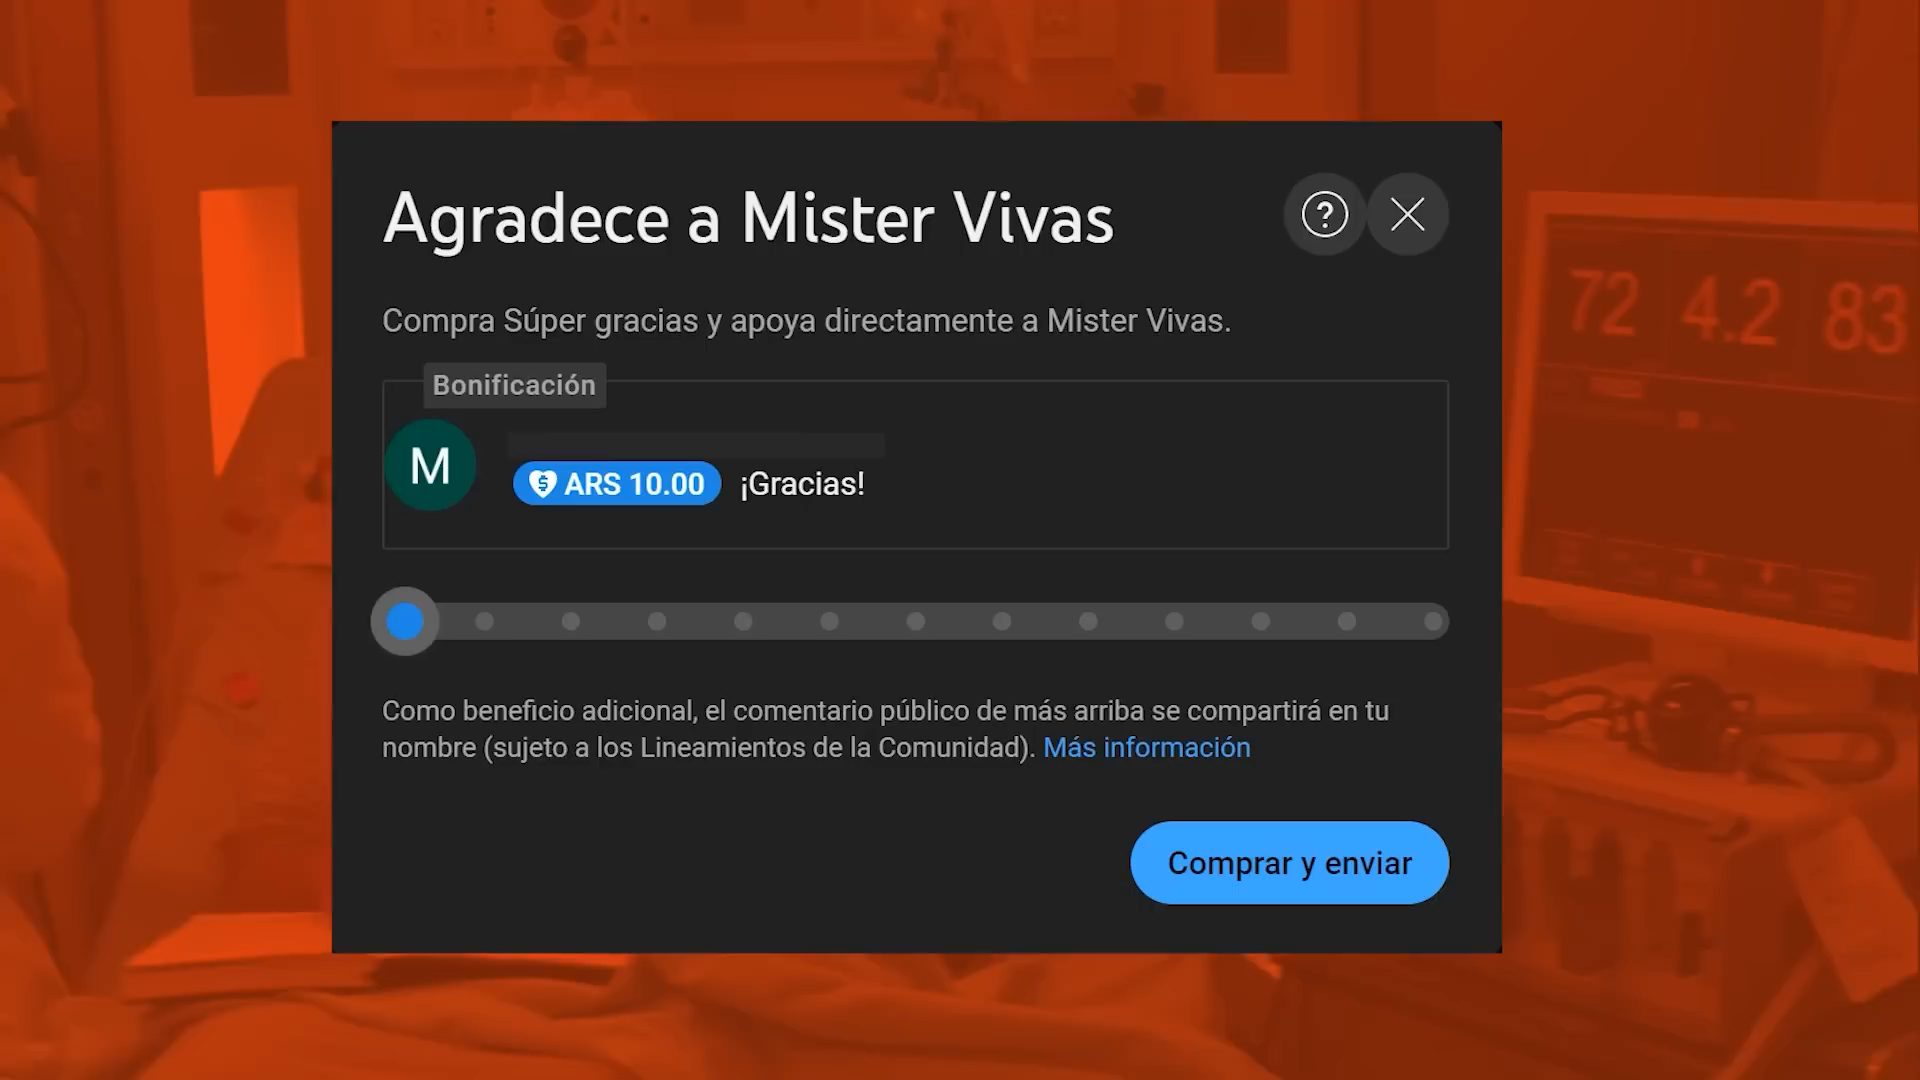 Agradece a Mister Vivas
Compra Súper gracias y apoya directamente a Mister Vivas.
Bonificación
M
ARS 10.00 ¡Gracias!
Como beneficio adicional, el comentario público de más arriba se compartirá en tu
nombre (sujeto a los Lineamientos de la Comunidad). Más información
Comprar y enviar
72 4.2 83